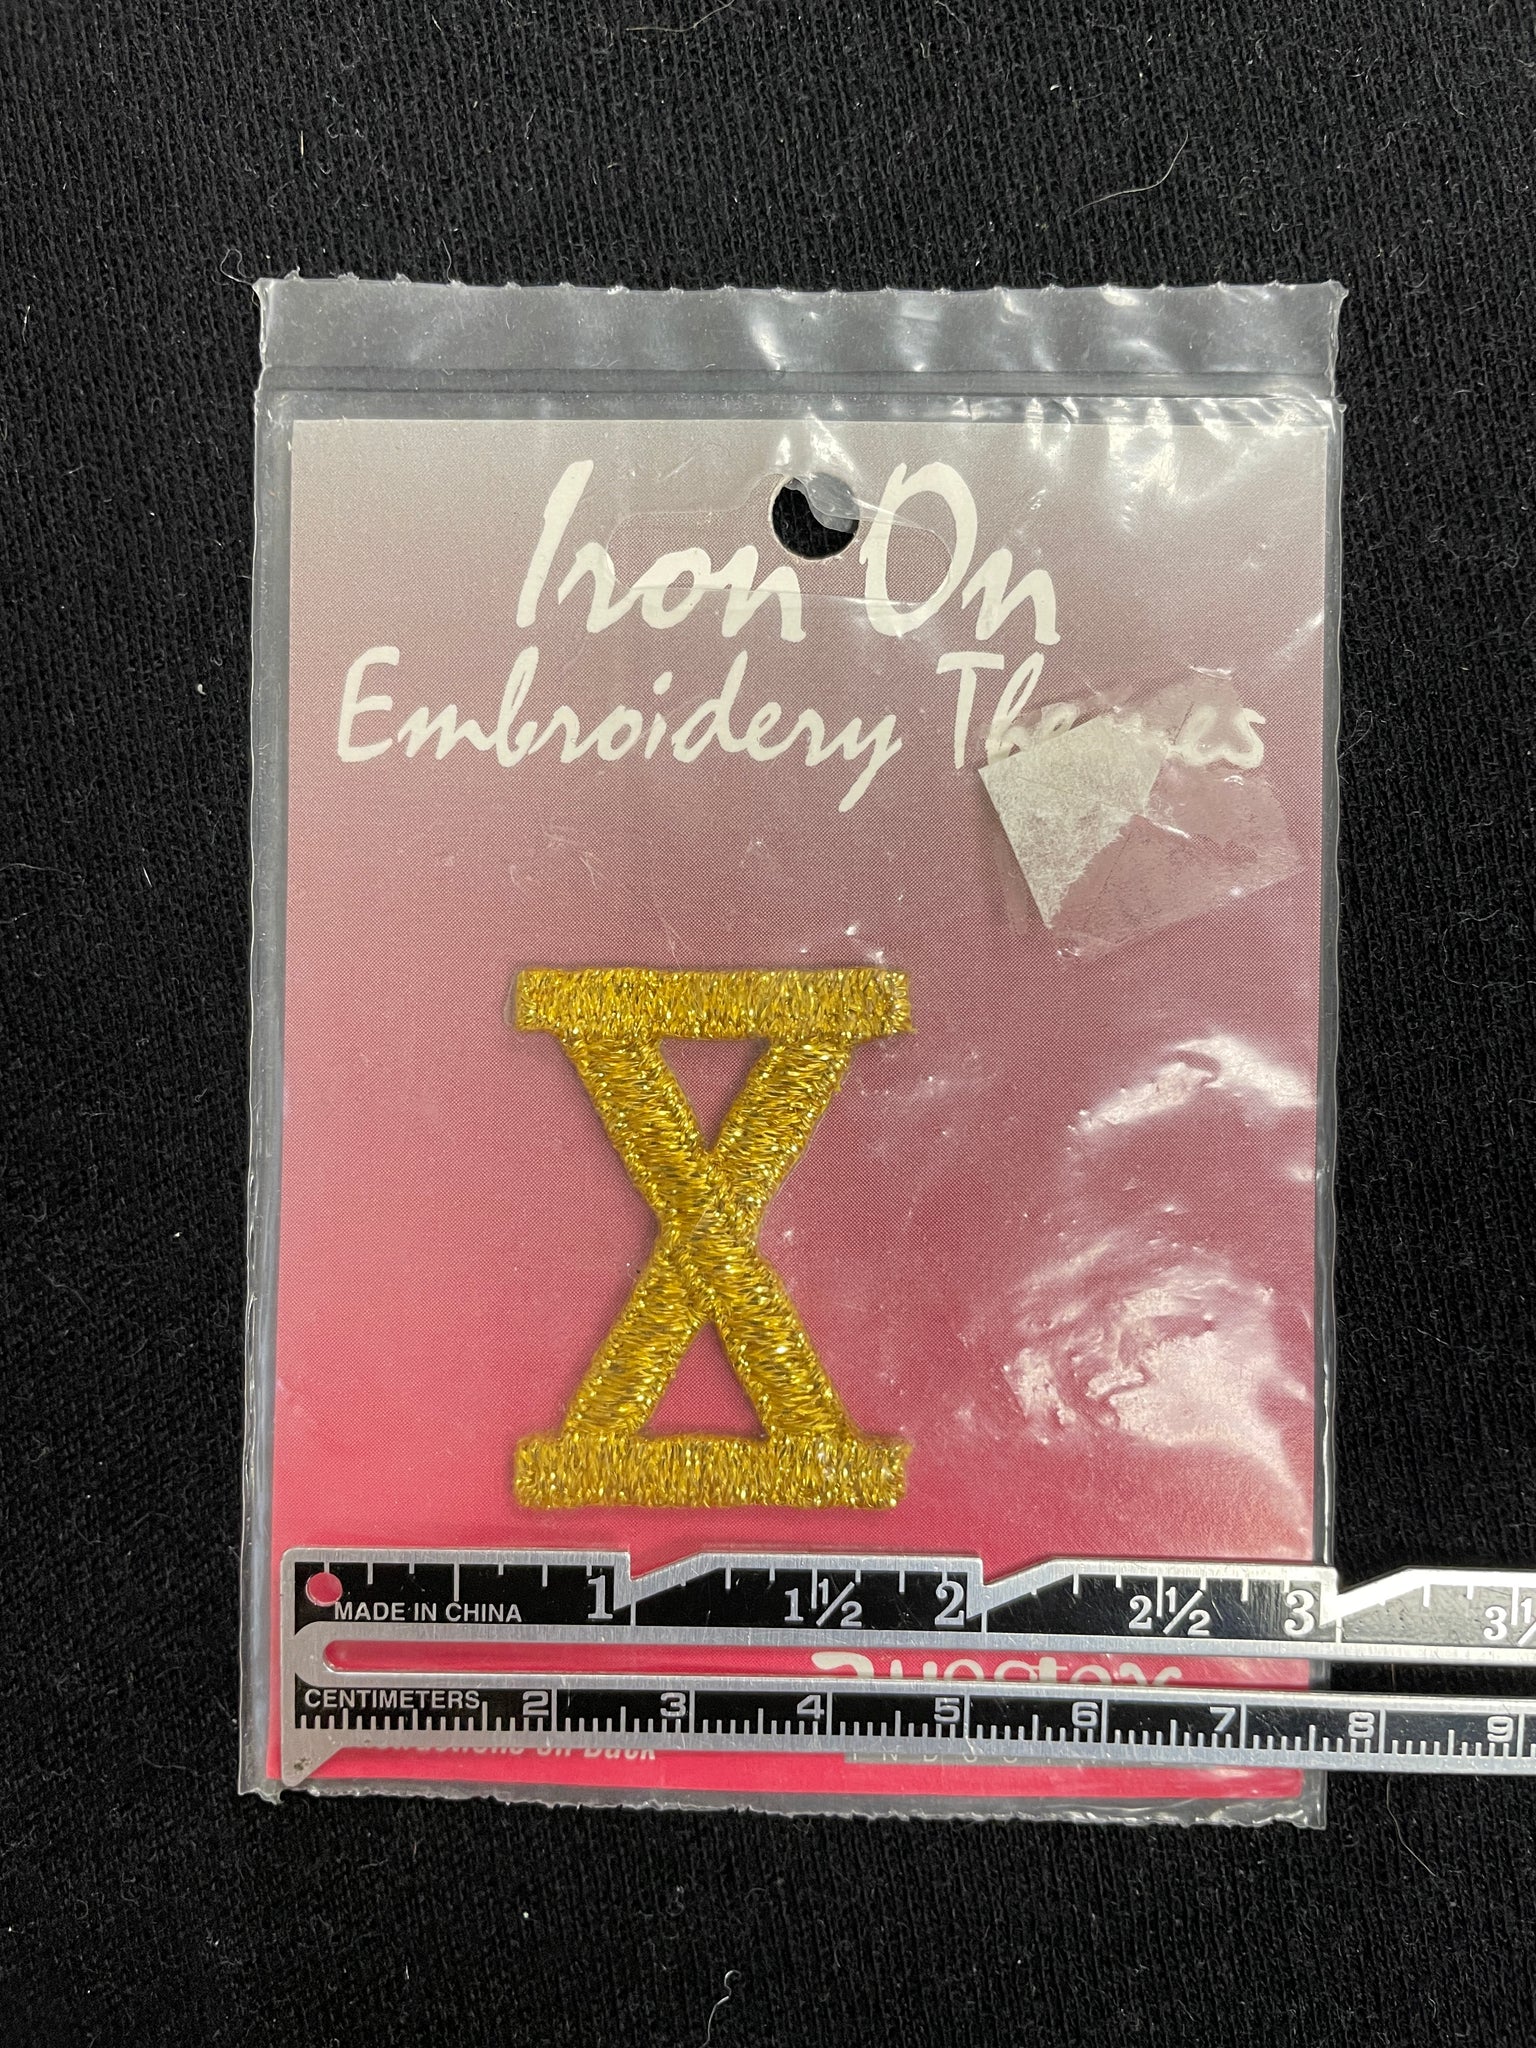 Iron On
Embroidery
X
1 1½ 2 2½ 3
MADE IN CHINA
CENTIMETERS 2 3 4 5 6 7 8 9